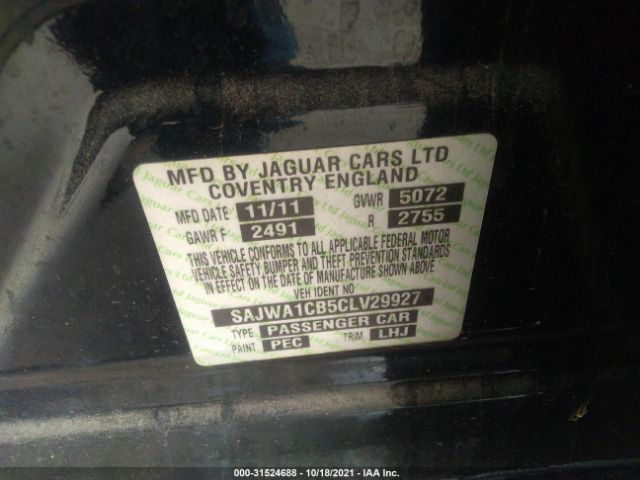 MFD BY JAGUAR CARS LTD
COVENTRY ENGLAND
MFD DATE 11/11 GVWR 5072
GAWR F 2491 R 2755
THIS VEHICLE CONFORMS TO ALL APPLICABLE FEDERAL MOTOR
VEHICLE SAFETY BUMPER AND THEFT PREVENTION STANDARDS
IN EFFECT ON THE DATE OF MANUFACTURE SHOWN ABOVE
VEH IDENT NO
SAJWA1CB5CLV29927
TYPE PASSENGER CAR
PAINT PEC TRIM LHJ
000-31524688 - 10/18/2021 - IAA Inc.